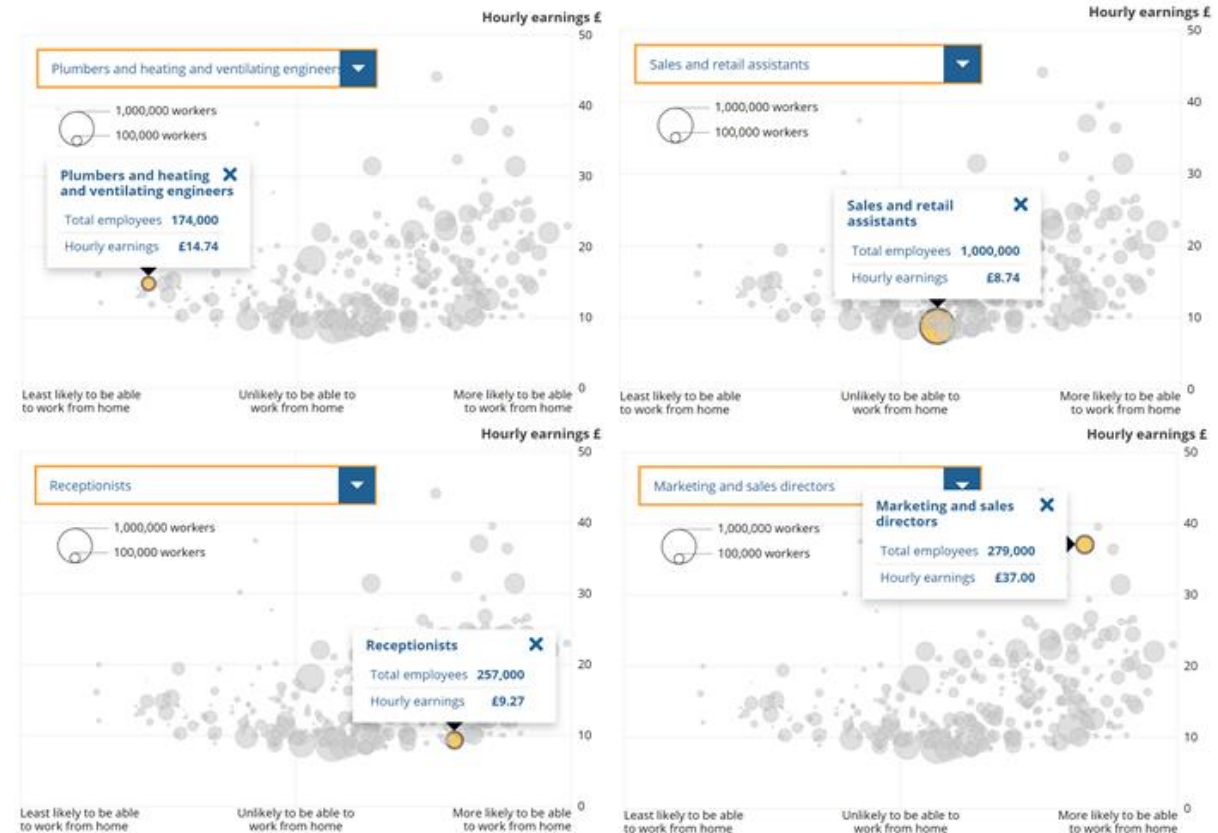 Hourly earnings £
50
Plumbers and heating and ventilating engineers
1,000,000 workers
100,000 workers
40
Plumbers and heating
and ventilating engineers
Total employees 174,000
Hourly earnings £14.74
30
20
10
0
Least likely to be able
to work from home
Unlikely to be able to
work from home
More likely to be able
to work from home
Hourly earnings £
50
Sales and retail assistants
1,000,000 workers
100,000 workers
40
30
Sales and retail
assistants
Total employees 1,000,000
Hourly earnings £8.74
20
10
0
Least likely to be able
to work from home
Unlikely to be able to
work from home
More likely to be able
to work from home
Hourly earnings £
50
Receptionists
1,000,000 workers
100,000 workers
40
30
Receptionists
Total employees 257,000
Hourly earnings £9.27
20
10
0
Least likely to be able
to work from home
Unlikely to be able to
work from home
More likely to be able
to work from home
Hourly earnings £
50
Marketing and sales directors
1,000,000 workers
100,000 workers
Marketing and sales
directors
Total employees 279,000
Hourly earnings £37.00
40
30
20
10
0
Least likely to be able
to work from home
Unlikely to be able to
work from home
More likely to be able
to work from home